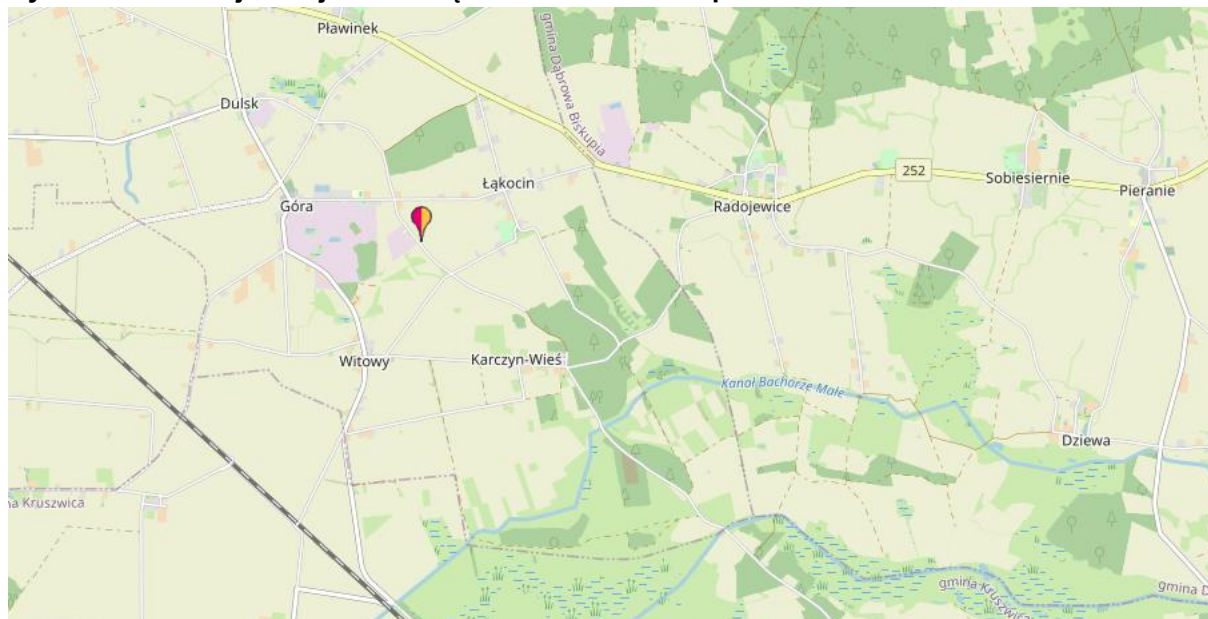 Pławinek
gmina Dąbrowa Biskupia
Dulsk
252
Sobiesiernie
Łąkocin
Pieranie
Góra
Radojewice
Witowy
Karczyn-Wieś
Kanał Bachorze Małe
Dziewa
na Kruszwica
gmina Kruszwica
gmina D